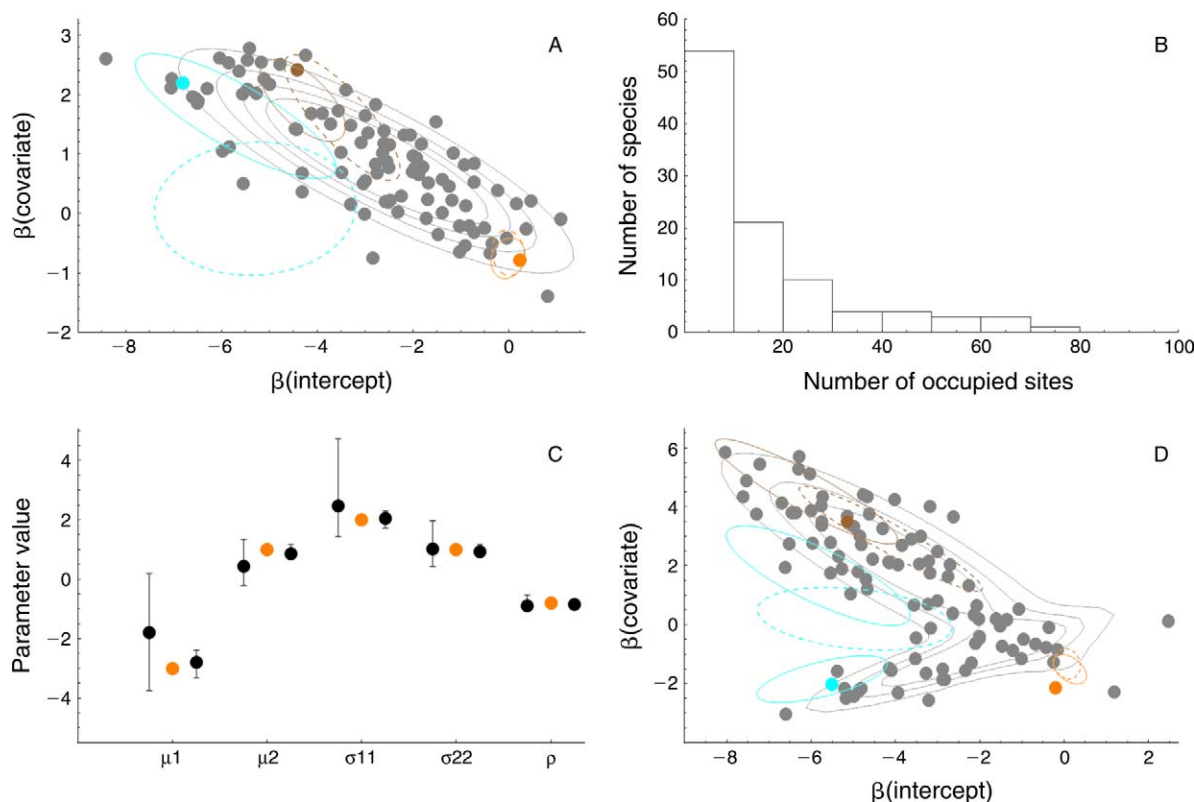 A
β(covariate)
3
2
1
0
−1
−2
−8 −6 −4 −2 0
β(intercept)
B
Number of species
60
50
40
30
20
10
0
20 40 60 80 100
Number of occupied sites
C
Parameter value
4
2
0
−2
−4
μ1 μ2 σ11 σ22 ρ
D
β(covariate)
6
4
2
0
−2
−8 −6 −4 −2 0 2
β(intercept)